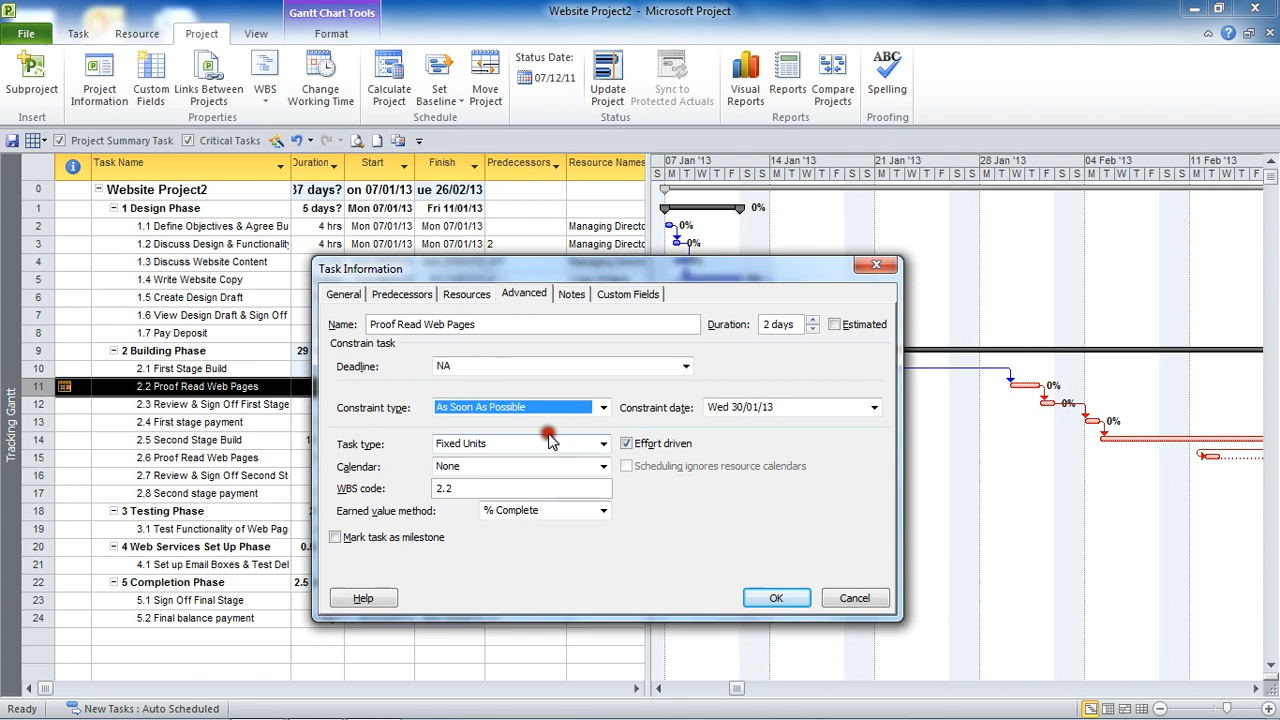 Gantt Chart Tools
Website Project2 - Microsoft Project
File Task Resource Project View Format
Subproject
Project Information
Custom Fields
Links Between Projects
WBS
Change Working Time
Calculate Project
Set Baseline
Move Project
Status Date:
07/12/11
Update Project
Sync to Protected Actuals
Visual Reports
Reports
Compare Projects
ABC
Spelling
Insert Properties Schedule Status Reports Proofing
Project Summary Task Critical Tasks
Task Name Duration Start Finish Predecessors Resource Names
07 Jan '13 14 Jan '13 21 Jan '13 28 Jan '13 04 Feb '13 11 Feb '13
S M T W T F S S M T W T F S S M T W T F S S M T W T F S S M T W T F S S M T W T F
0 Website Project2 37 days? on 07/01/13 ue 26/02/13
1 1 Design Phase 5 days? Mon 07/01/13 Fri 11/01/13 0%
2 1.1 Define Objectives & Agree Bu 4 hrs Mon 07/01/13 Mon 07/01/13 Managing Directo 0%
3 1.2 Discuss Design & Functionality 4 hrs Mon 07/01/13 Mon 07/01/13 2 Managing Directo 0%
4 1.3 Discuss Website Content
5 1.4 Write Website Copy
6 1.5 Create Design Draft
7 1.6 View Design Draft & Sign Off
8 1.7 Pay Deposit
9 2 Building Phase 29
10 2.1 First Stage Build
11 2.2 Proof Read Web Pages 0%
12 2.3 Review & Sign Off First Stage 0%
13 2.4 First stage payment 0%
14 2.5 Second Stage Build
15 2.6 Proof Read Web Pages
16 2.7 Review & Sign Off Second St
17 2.8 Second stage payment
18 3 Testing Phase
19 3.1 Test Functionality of Web Pag
20 4 Web Services Set Up Phase 0.
21 4.1 Set up Email Boxes & Test Del
22 5 Completion Phase 2.5
23 5.1 Sign Off Final Stage
24 5.2 Final balance payment
Tracking Gantt
Task Information
General Predecessors Resources Advanced Notes Custom Fields
Name: Proof Read Web Pages Duration: 2 days Estimated
Constrain task
Deadline: NA
Constraint type: As Soon As Possible Constraint date: Wed 30/01/13
Task type: Fixed Units Effort driven
Calendar: None Scheduling ignores resource calendars
WBS code: 2.2
Earned value method: % Complete
Mark task as milestone
Help OK Cancel
Ready New Tasks : Auto Scheduled